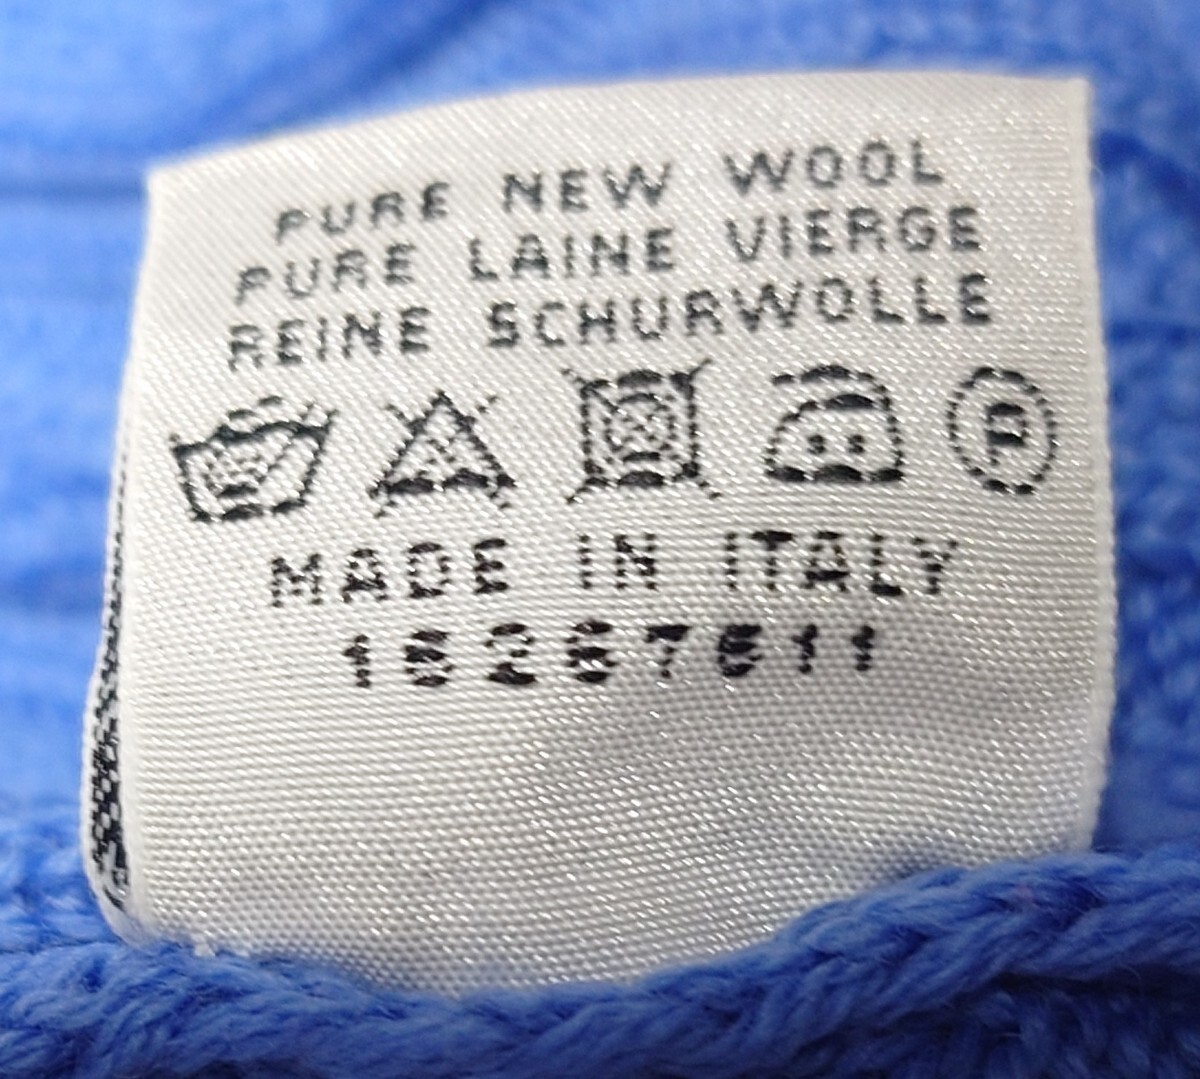 PURE NEW WOOL
PURE LAINE VIERGE
REINE SCHURWOLLE
P
MADE IN ITALY